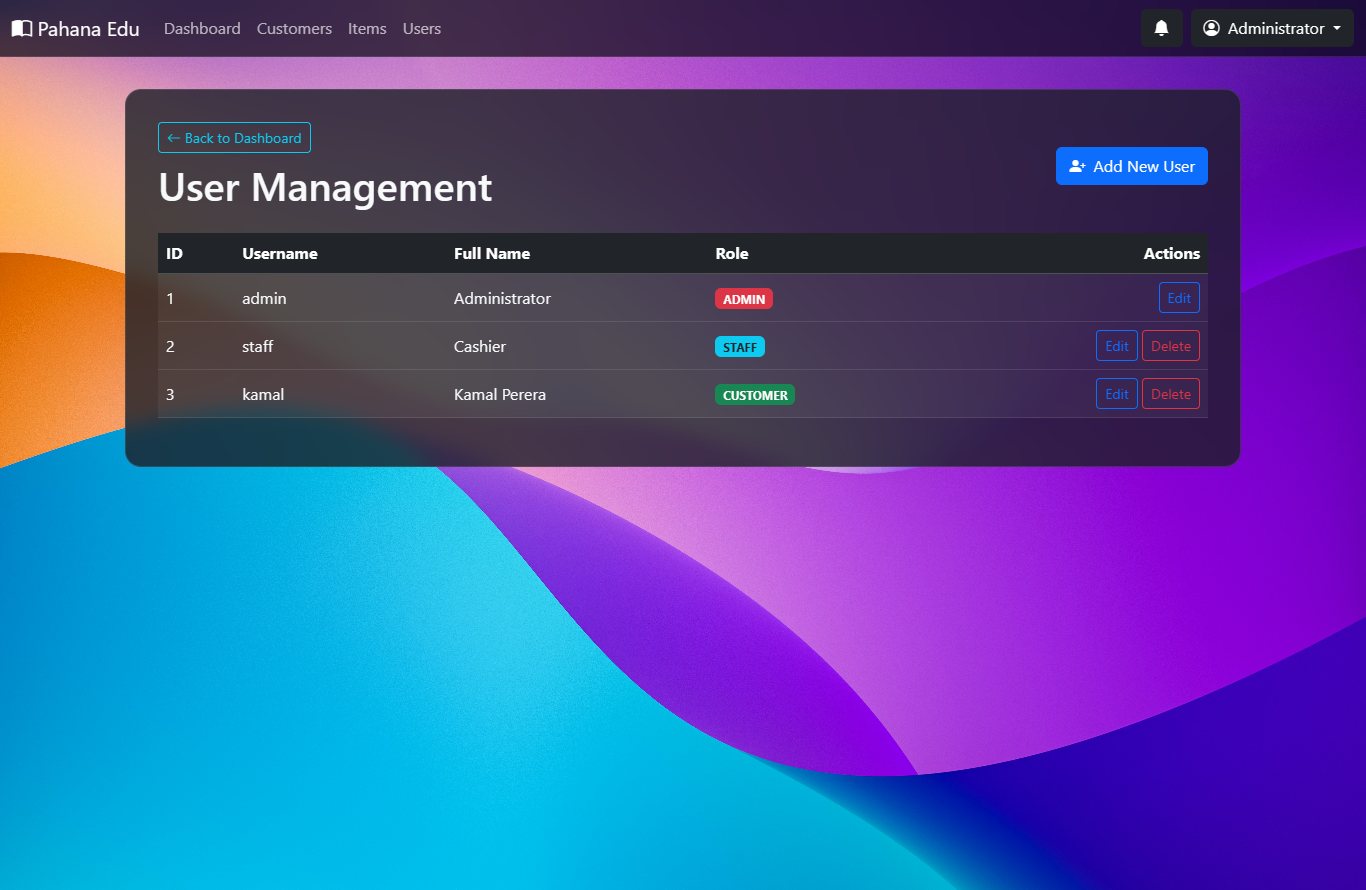 Pahana Edu Dashboard Customers Items Users Administrator
← Back to Dashboard
User Management
Add New User
ID Username Full Name Role Actions
1 admin Administrator ADMIN Edit
2 staff Cashier STAFF Edit Delete
3 kamal Kamal Perera CUSTOMER Edit Delete